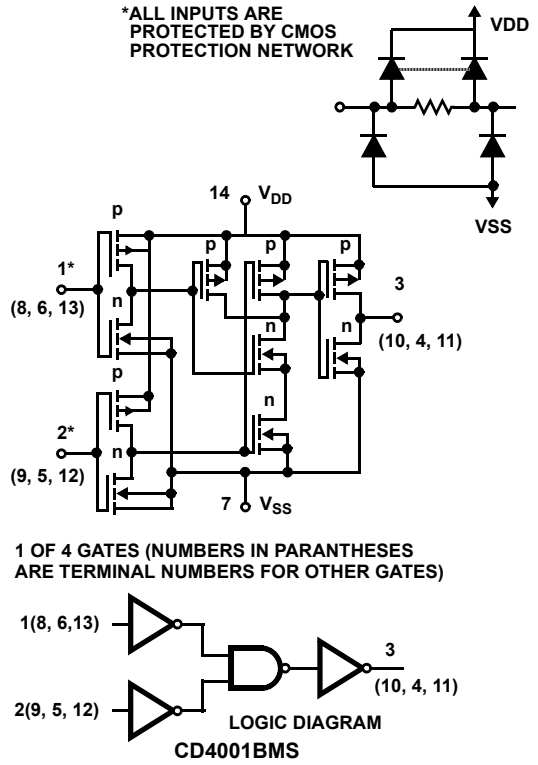 *ALL INPUTS ARE
PROTECTED BY CMOS
PROTECTION NETWORK
VDD
VSS
14 VDD
p
p p p
1*
(8, 6, 13)
n
3
(10, 4, 11)
n n
p
2*
(9, 5, 12)
n
n
7 VSS
1 OF 4 GATES (NUMBERS IN PARANTHESES
ARE TERMINAL NUMBERS FOR OTHER GATES)
1(8, 6,13)
3
(10, 4, 11)
2(9, 5, 12)
LOGIC DIAGRAM
CD4001BMS